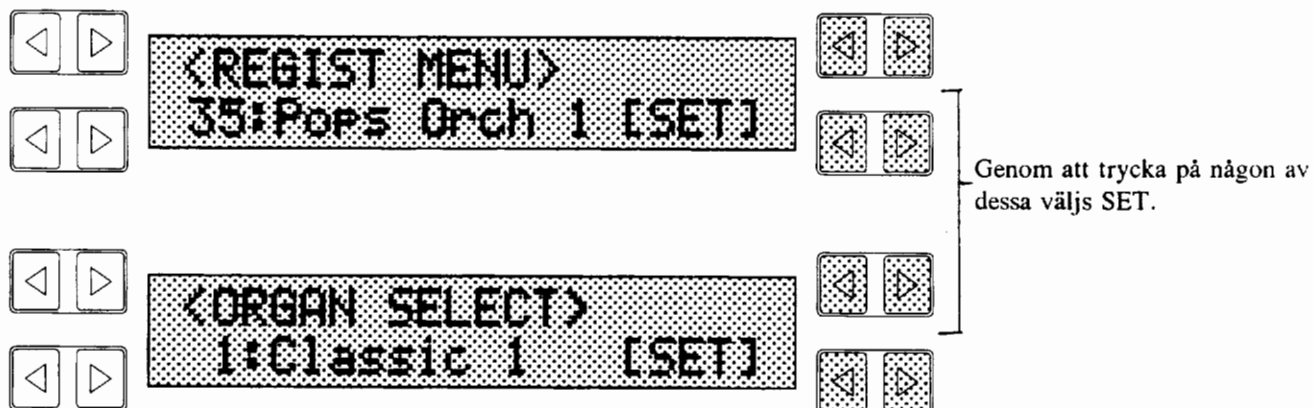 <REGIST MENU>
35:Pops Orch 1 [SET]
Genom att trycka på någon av
dessa väljs SET.
<ORGAN SELECT>
1:Classic 1 [SET]